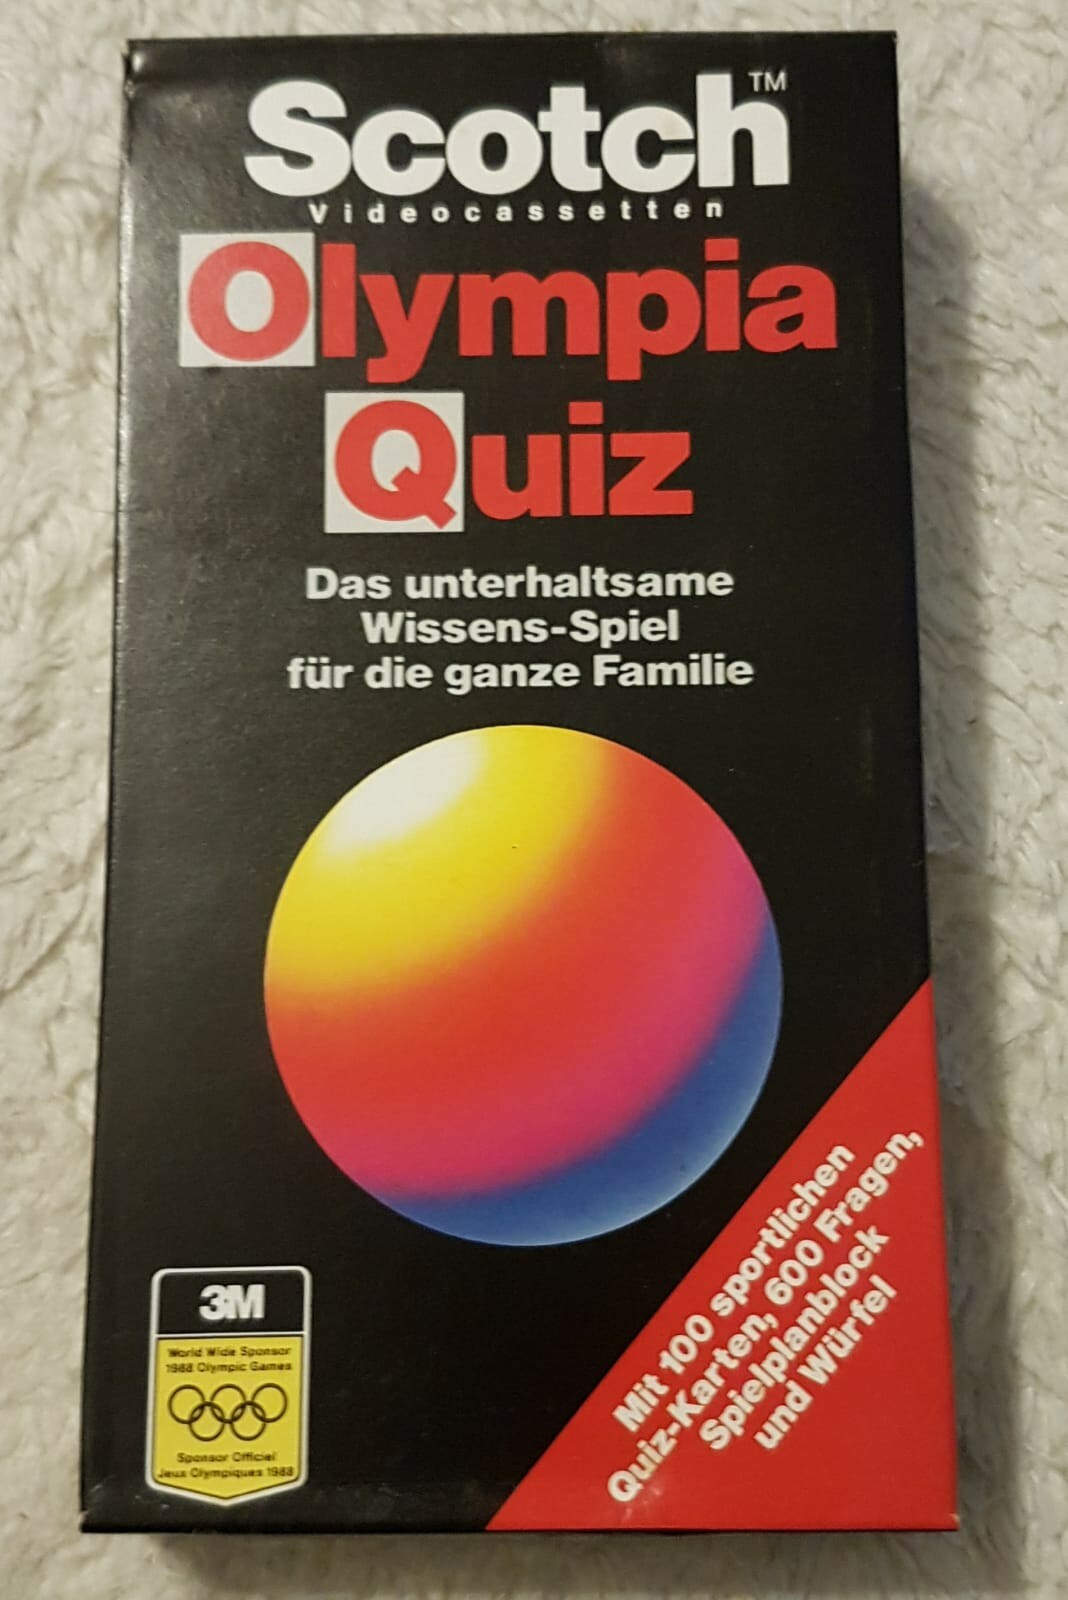 Scotch™
Videocassetten
Olympia
Quiz
Das unterhaltsame
Wissens-Spiel
für die ganze Familie
Mit 100 sportlichen
Quiz-Karten, 600 Fragen,
Spielplanblock
und Würfel
3M
World Wide Sponsor
1988 Olympic Games
Sponsor Officiel
Jeux Olympiques 1988